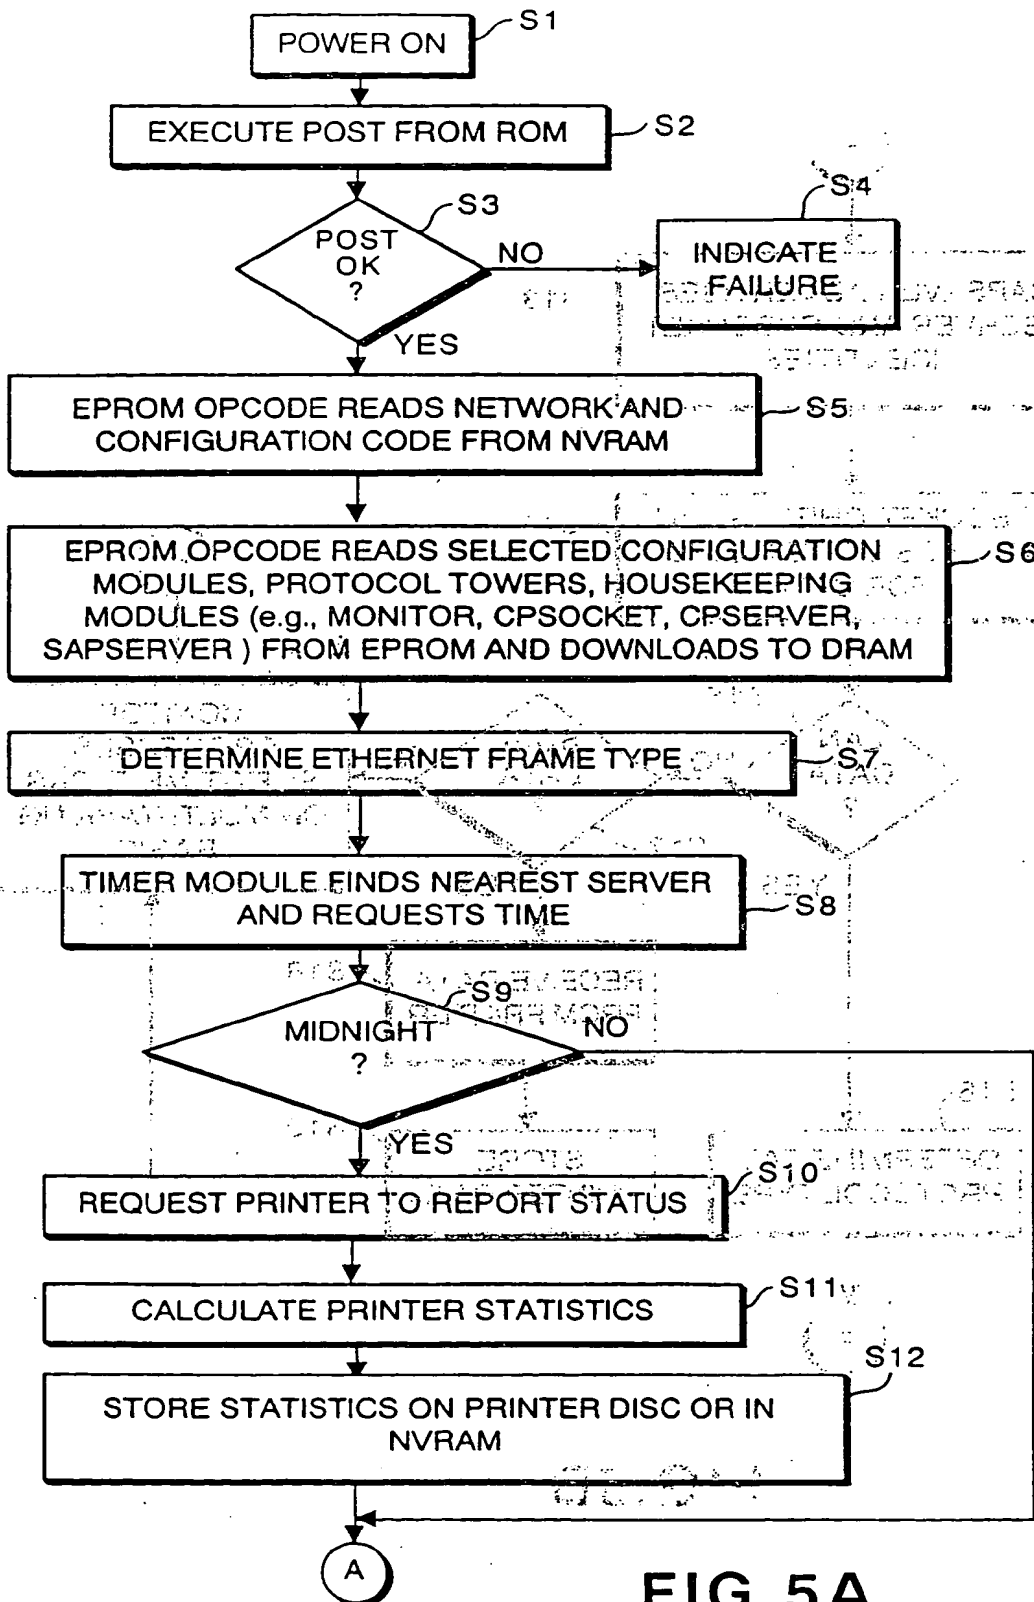 POWER ON
S1
EXECUTE POST FROM ROM
S2
S3
POST
OK
?
NO
YES
S4
INDICATE
FAILURE
EPROM OPCODE READS NETWORK AND
CONFIGURATION CODE FROM NVRAM
S5
EPROM OPCODE READS SELECTED CONFIGURATION
MODULES, PROTOCOL TOWERS, HOUSEKEEPING
MODULES (e.g., MONITOR, CPSOCKET, CPSERVER,
SAPSERVER ) FROM EPROM AND DOWNLOADS TO DRAM
S6
DETERMINE ETHERNET FRAME TYPE
S7
TIMER MODULE FINDS NEAREST SERVER
AND REQUESTS TIME
S8
S9
MIDNIGHT
?
NO
YES
REQUEST PRINTER TO REPORT STATUS
S10
CALCULATE PRINTER STATISTICS
S11
STORE STATISTICS ON PRINTER DISC OR IN
NVRAM
S12
A
FIG. 5A